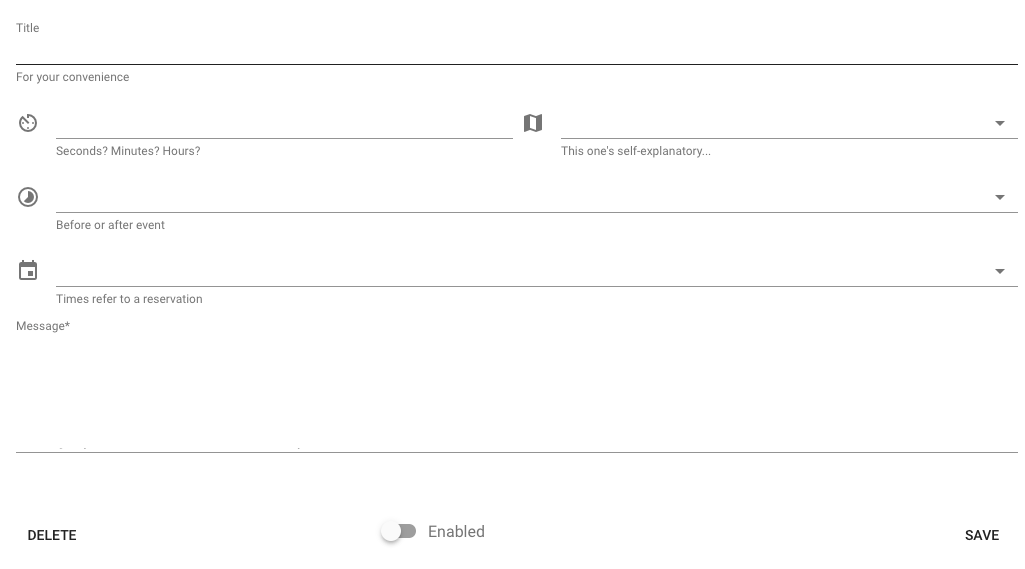 Title
For your convenience
Seconds? Minutes? Hours?
This one's self-explanatory...
Before or after event
Times refer to a reservation
Message*
DELETE
Enabled
SAVE